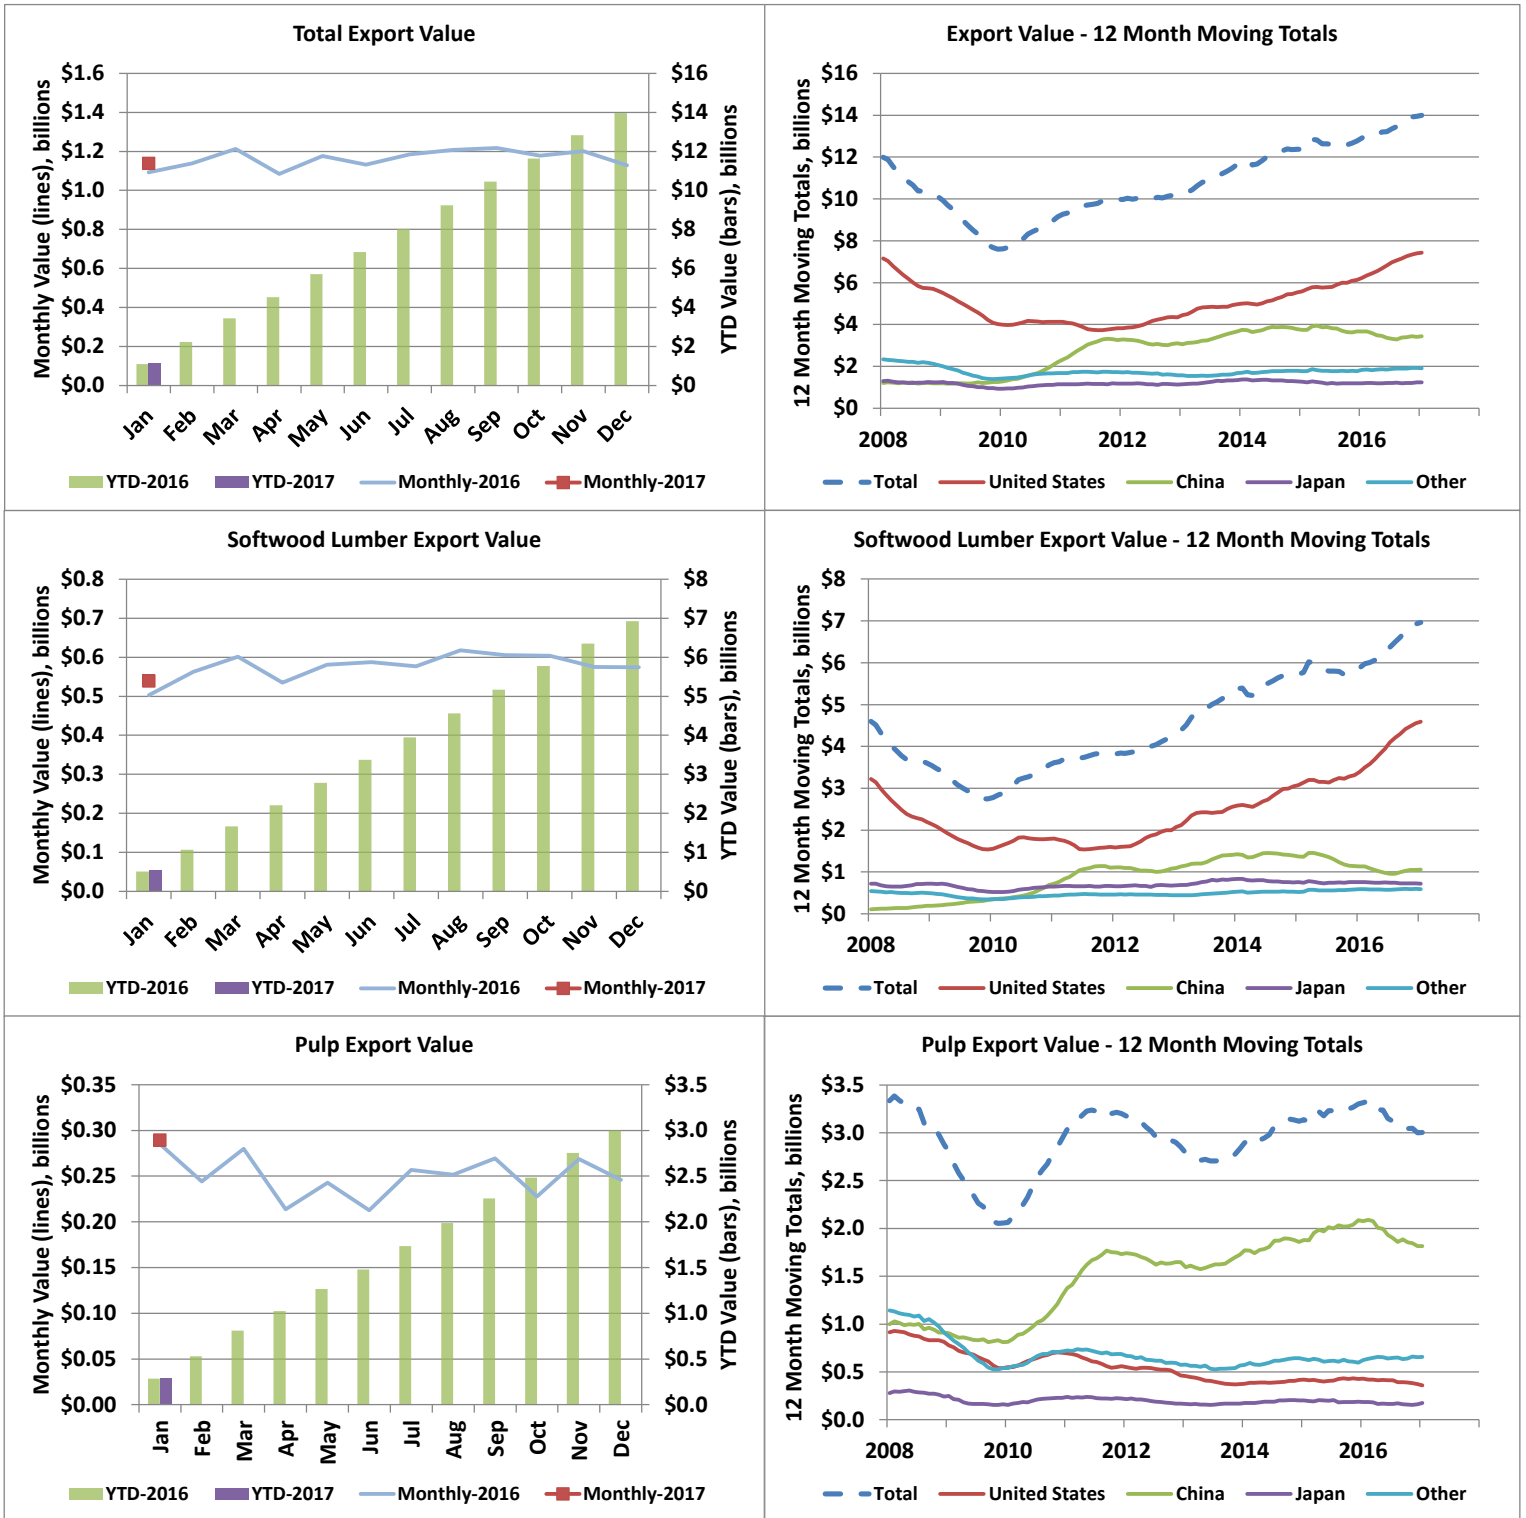 Total Export Value
Monthly Value (lines), billions
$1.6
$1.4
$1.2
$1.0
$0.8
$0.6
$0.4
$0.2
$0.0
$16
$14
$12
$10
$8
$6
$4
$2
$0
YTD Value (bars), billions
Jan Feb Mar Apr May Jun Jul Aug Sep Oct Nov Dec
YTD-2016 YTD-2017 Monthly-2016 Monthly-2017
Export Value - 12 Month Moving Totals
12 Month Moving Totals, billions
$16
$14
$12
$10
$8
$6
$4
$2
$0
2008 2010 2012 2014 2016
Total United States China Japan Other
Softwood Lumber Export Value
Monthly Value (lines), billions
$0.8
$0.7
$0.6
$0.5
$0.4
$0.3
$0.2
$0.1
$0.0
$8
$7
$6
$5
$4
$3
$2
$1
$0
YTD Value (bars), billions
Jan Feb Mar Apr May Jun Jul Aug Sep Oct Nov Dec
YTD-2016 YTD-2017 Monthly-2016 Monthly-2017
Softwood Lumber Export Value - 12 Month Moving Totals
12 Month Moving Totals, billions
$8
$7
$6
$5
$4
$3
$2
$1
$0
2008 2010 2012 2014 2016
Total United States China Japan Other
Pulp Export Value
Monthly Value (lines), billions
$0.35
$0.30
$0.25
$0.20
$0.15
$0.10
$0.05
$0.00
$3.5
$3.0
$2.5
$2.0
$1.5
$1.0
$0.5
$0.0
YTD Value (bars), billions
Jan Feb Mar Apr May Jun Jul Aug Sep Oct Nov Dec
YTD-2016 YTD-2017 Monthly-2016 Monthly-2017
Pulp Export Value - 12 Month Moving Totals
12 Month Moving Totals, billions
$3.5
$3.0
$2.5
$2.0
$1.5
$1.0
$0.5
$0.0
2008 2010 2012 2014 2016
Total United States China Japan Other